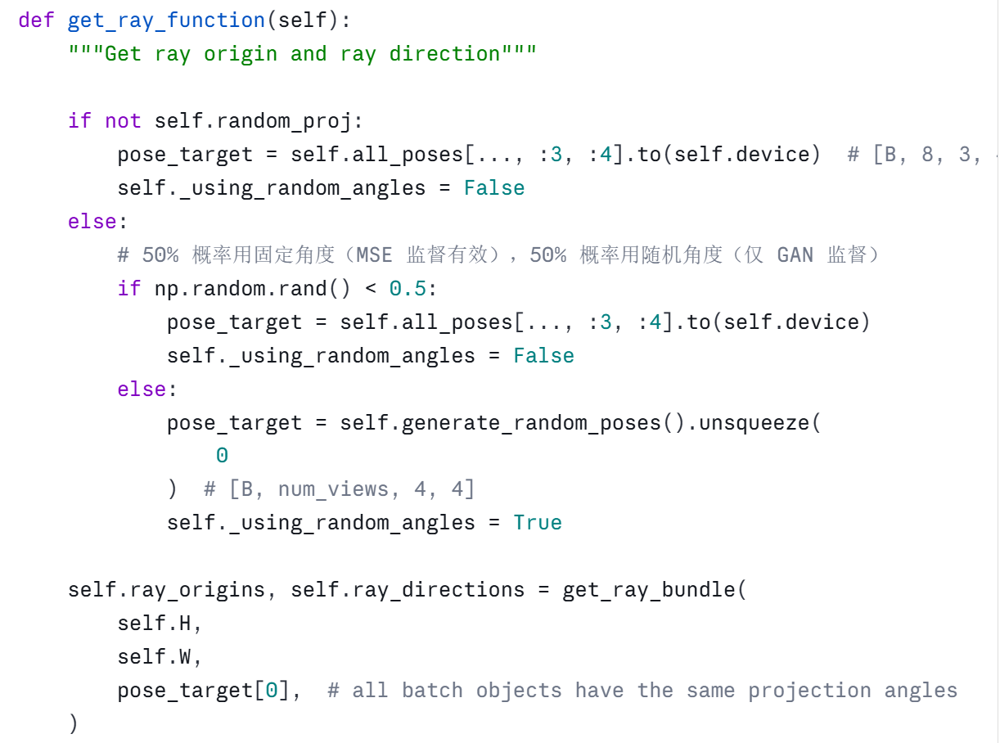 def get_ray_function(self):
    """Get ray origin and ray direction"""

    if not self.random_proj:
        pose_target = self.all_poses[..., :3, :4].to(self.device)  # [B, 8, 3,
        self._using_random_angles = False
    else:
        # 50% 概率用固定角度（MSE 监督有效），50% 概率用随机角度（仅 GAN 监督）
        if np.random.rand() < 0.5:
            pose_target = self.all_poses[..., :3, :4].to(self.device)
            self._using_random_angles = False
        else:
            pose_target = self.generate_random_poses().unsqueeze(
                0
            )  # [B, num_views, 4, 4]
            self._using_random_angles = True

    self.ray_origins, self.ray_directions = get_ray_bundle(
        self.H,
        self.W,
        pose_target[0],  # all batch objects have the same projection angles
    )